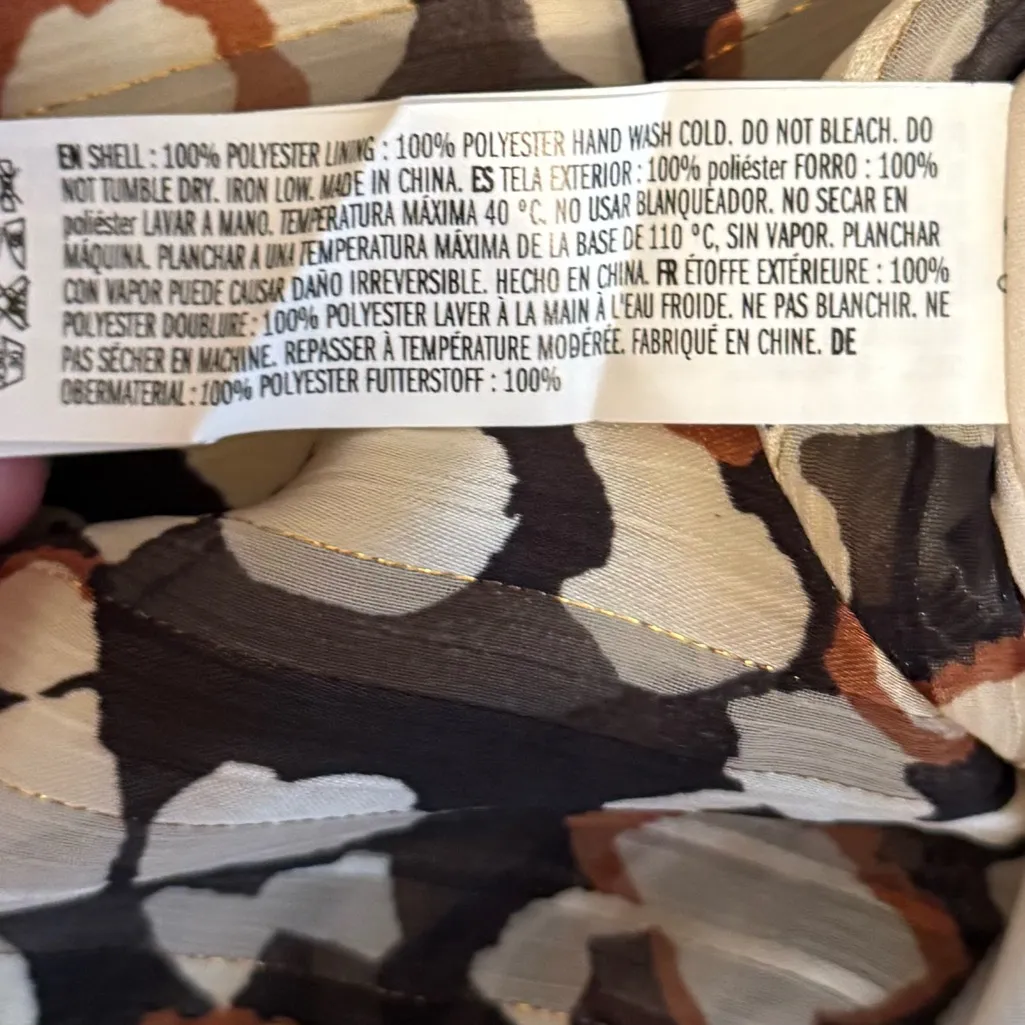 EN SHELL : 100% POLYESTER LINING : 100% POLYESTER HAND WASH COLD. DO NOT BLEACH. DO
NOT TUMBLE DRY. IRON LOW. MADE IN CHINA. ES TELA EXTERIOR : 100% poliéster FORRO : 100%
poliéster LAVAR A MANO. TEMPERATURA MÁXIMA 40 °C. NO USAR BLANQUEADOR. NO SECAR EN
MÁQUINA. PLANCHAR A UNA TEMPERATURA MÁXIMA DE LA BASE DE 110 °C, SIN VAPOR. PLANCHAR
CON VAPOR PUEDE CAUSAR DAÑO IRREVERSIBLE. HECHO EN CHINA. FR ÉTOFFE EXTÉRIEURE : 100%
POLYESTER DOUBLURE : 100% POLYESTER LAVER À LA MAIN À L'EAU FROIDE. NE PAS BLANCHIR. NE
PAS SÉCHER EN MACHINE. REPASSER À TEMPÉRATURE MODÉRÉE. FABRIQUÉ EN CHINE. DE
OBERMATERIAL : 100% POLYESTER FUTTERSTOFF : 100%